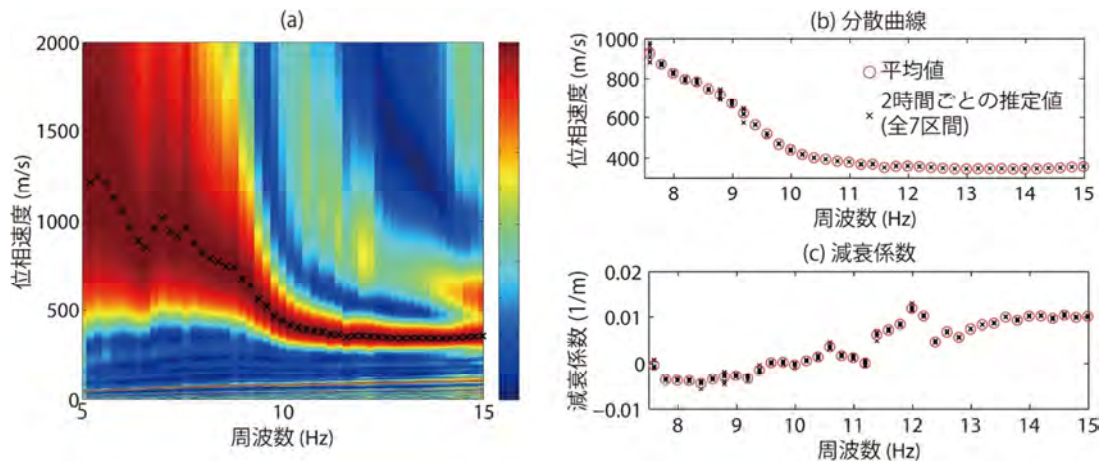 (a)
2000
1500
1000
500
0
位相速度 (m/s)
5
10
15
周波数 (Hz)
(b) 分散曲線
1000
800
600
400
位相速度 (m/s)
平均値
2時間ごとの推定値
(全7区間)
8
9
10
11
12
13
14
15
周波数 (Hz)
(c) 減衰係数
0.02
0.01
0
−0.01
減衰係数 (1/m)
8
9
10
11
12
13
14
15
周波数 (Hz)